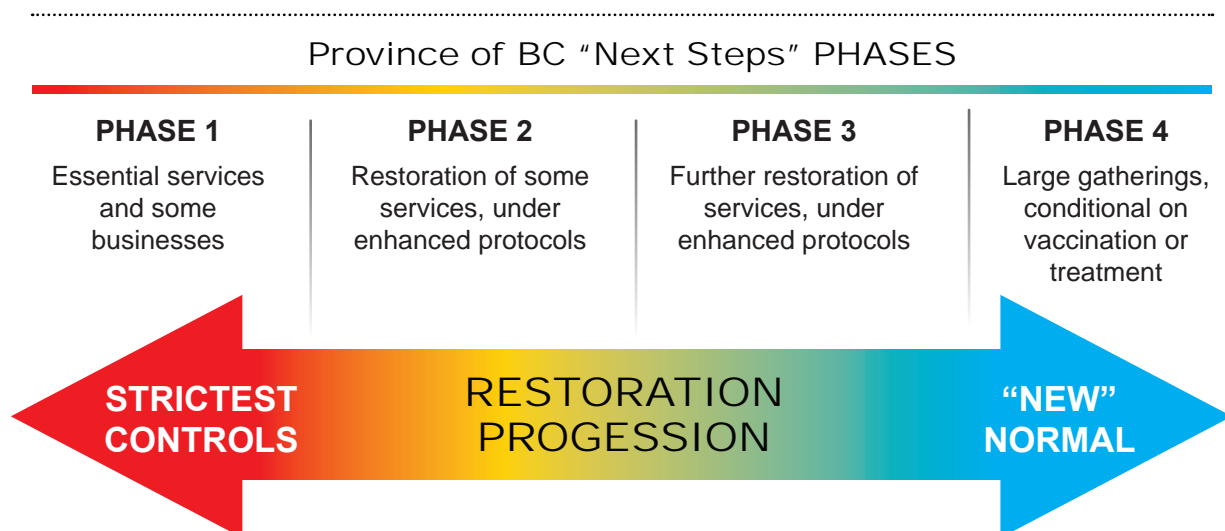 Province of BC “Next Steps” PHASES
PHASE 1
Essential services
and some
businesses
PHASE 2
Restoration of some
services, under
enhanced protocols
PHASE 3
Further restoration of
services, under
enhanced protocols
PHASE 4
Large gatherings,
conditional on
vaccination or
treatment
STRICTEST
CONTROLS
RESTORATION
PROGESSION
“NEW”
NORMAL